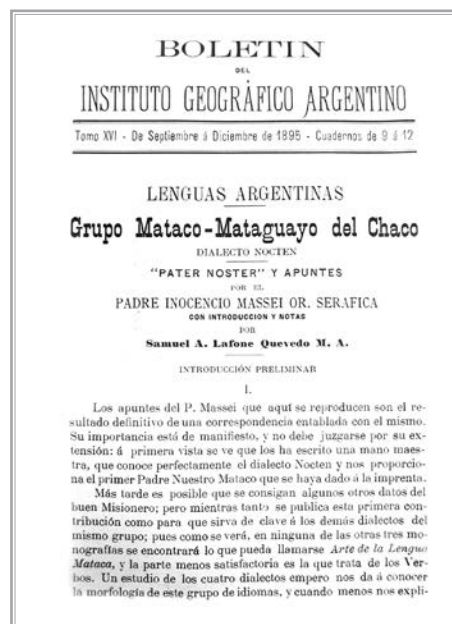 BOLETIN
DEL
INSTITUTO GEOGRÁFICO ARGENTINO
Tomo XVI - De Septiembre á Diciembre de 1895 - Cuadernos de 9 á 12
LENGUAS ARGENTINAS
Grupo Mataco-Mataguayo del Chaco
DIALECTO NOCTEN
"PATER NOSTER" Y APUNTES
POR EL
PADRE INOCENCIO MASSEI OR. SERAFICA
CON INTRODUCCION Y NOTAS
POR
Samuel A. Lafone Quevedo M. A.
INTRODUCCIÓN PRELIMINAR
I.
Los apuntes del P. Massei que aquí se reproducen son el re-
sultado definitivo de una correspondencia entablada con el mismo.
Su importancia está de manifiesto, y no debe juzgarse por su ex-
tensión: á primera vista se ve que los ha escrito una mano maes-
tra, que conoce perfectamente el dialecto Nocten y nos proporcio-
na el primer Padre Nuestro Mataco que se haya dado á la imprenta.
Más tarde es posible que se consigan algunos otros datos del
buen Misionero; pero mientras tanto se publica esta primera con-
tribución como para que sirva de clave á los demás dialectos del
mismo grupo; pues como se verá, en ninguna de las otras tres mo-
nografías se encontrará lo que pueda llamarse Arte de la Lengua
Mataca, y la parte menos satisfactoria es la que trata de los Ver-
bos. Un estudio de los cuatro dialectos empero nos da á conocer
la morfología de este grupo de idiomas, y cuando menos nos expli-